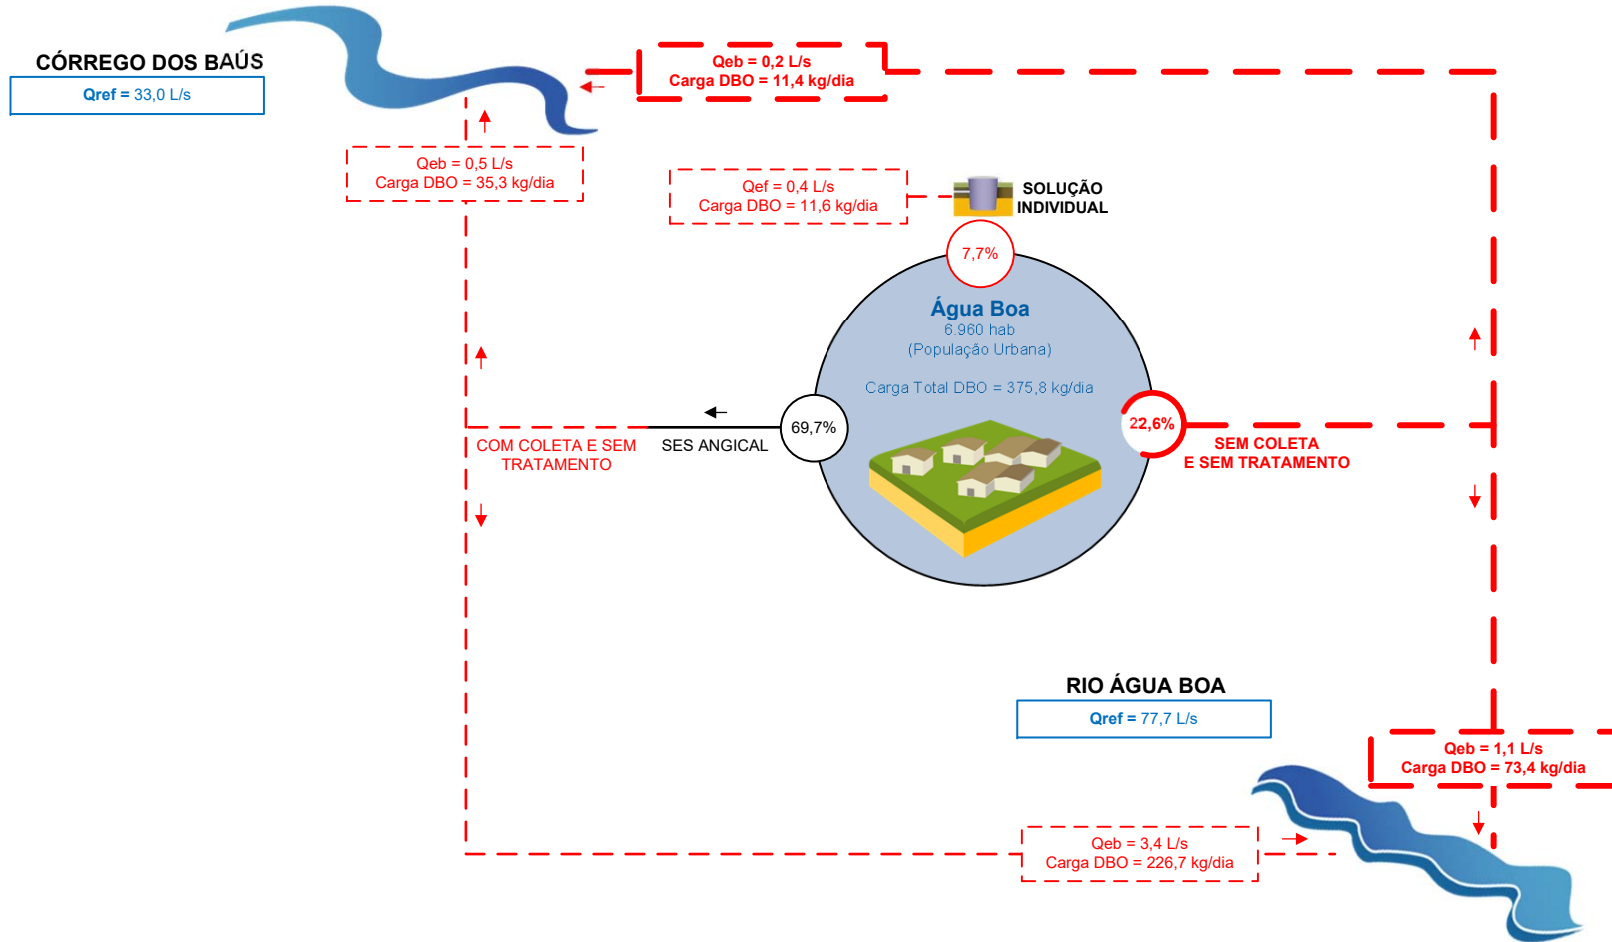 CÓRREGO DOS BAÚS
Qref = 33,0 L/s
Qeb = 0,2 L/s
Carga DBO = 11,4 kg/dia
Qeb = 0,5 L/s
Carga DBO = 35,3 kg/dia
Qef = 0,4 L/s
Carga DBO = 11,6 kg/dia
SOLUÇÃO
INDIVIDUAL
7,7%
Água Boa
6.960 hab
(População Urbana)
Carga Total DBO = 375,8 kg/dia
69,7%
22,6%
COM COLETA E SEM
TRATAMENTO
SES ANGICAL
SEM COLETA
E SEM TRATAMENTO
RIO ÁGUA BOA
Qref = 77,7 L/s
Qeb = 1,1 L/s
Carga DBO = 73,4 kg/dia
Qeb = 3,4 L/s
Carga DBO = 226,7 kg/dia